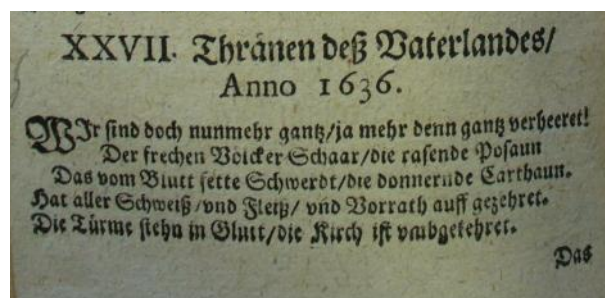 XXVII. Thränen deß Vaterlandes/
Anno 1636.
WIr sind doch nunmehr gantz/ja mehr denn gantz verheeret!
Der frechen Völcker Schaar/die rasende Posaun
Das vom Blutt fette Schwerdt/die donnernde Carthaun.
Hat aller Schweiß/vnd Fleiß/ vnd Vorrath auff gezehret.
Die Türme stehn in Glutt/die Kirch ist vmbgekehret.
Das